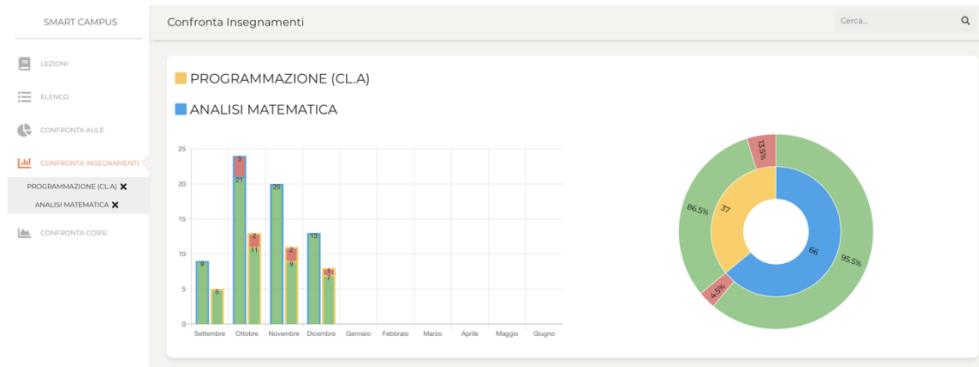 SMART CAMPUS
Confronta Insegnamenti
Cerca...
LEZIONI
ELENCO
CONFRONTA AULE
CONFRONTA INSEGNAMENTI
PROGRAMMAZIONE (CL.A) ✖
ANALISI MATEMATICA ✖
CONFRONTA CORSI
PROGRAMMAZIONE (CL.A)
ANALISI MATEMATICA
25
20
15
10
5
0
9
5
3
21
2
11
20
2
9
13
1
7
Settembre Ottobre Novembre Dicembre Gennaio Febbraio Marzo Aprile Maggio Giugno
13.5%
86.5%
37
66
95.5%
4.5%